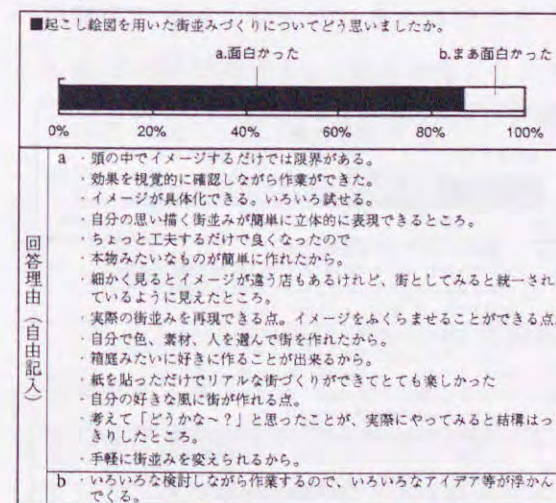 ■起こし絵図を用いた街並みづくりについてどう思いましたか。
a.面白かった
b.まあ面白かった
0% 20% 40% 60% 80% 100%
回答理由（自由記入）
a ・頭の中でイメージするだけでは限界がある。
・効果を視覚的に確認しながら作業ができた。
・イメージが具体化できる。いろいろ試せる。
・自分の思い描く街並みが簡単に立体的に表現できるところ。
・ちょっと工夫するだけで良くなったので
・本物みたいなものが簡単に作れたから。
・細かく見るとイメージが違う店もあるけれど、街としてみると統一され
ているように見えたところ。
・実際の街並みを再現できる点。イメージをふくらませることができる点
・自分で色、素材、人を選んで街を作れたから。
・箱庭みたいに好きに作ることが出来るから。
・紙を貼っただけでリアルな街づくりができてとても楽しかった
・自分の好きな風に街が作れる点。
・考えて「どうかな～？」と思ったことが、実際にやってみると結構はっ
きりしたところ。
・手軽に街並みを変えられるから。
b ・いろいろな検討しながら作業するので、いろいろなアイデア等が浮かん
でくる。